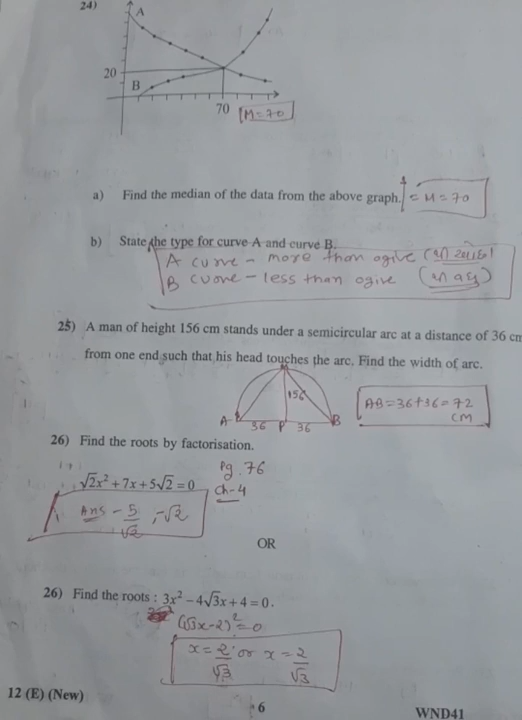 24)
A
20
B
70 M=70
a) Find the median of the data from the above graph. = M = 70
b) State the type for curve A and curve B.
A curve - more than ogive
B curve - less than ogive
25) A man of height 156 cm stands under a semicircular arc at a distance of 36 cm
from one end such that his head touches the arc. Find the width of arc.
156
A 36 P 36 B
AB=36+36=72
CM
26) Find the roots by factorisation.
Pg. 76
√2x² + 7x + 5√2 = 0 Ch-4
Ans - 5/√2, -√2
OR
26) Find the roots : 3x² – 4√3x + 4 = 0.
(√3x-2)²=0
x = 2/√3 or x = 2/√3
12 (E) (New) 6 WND41